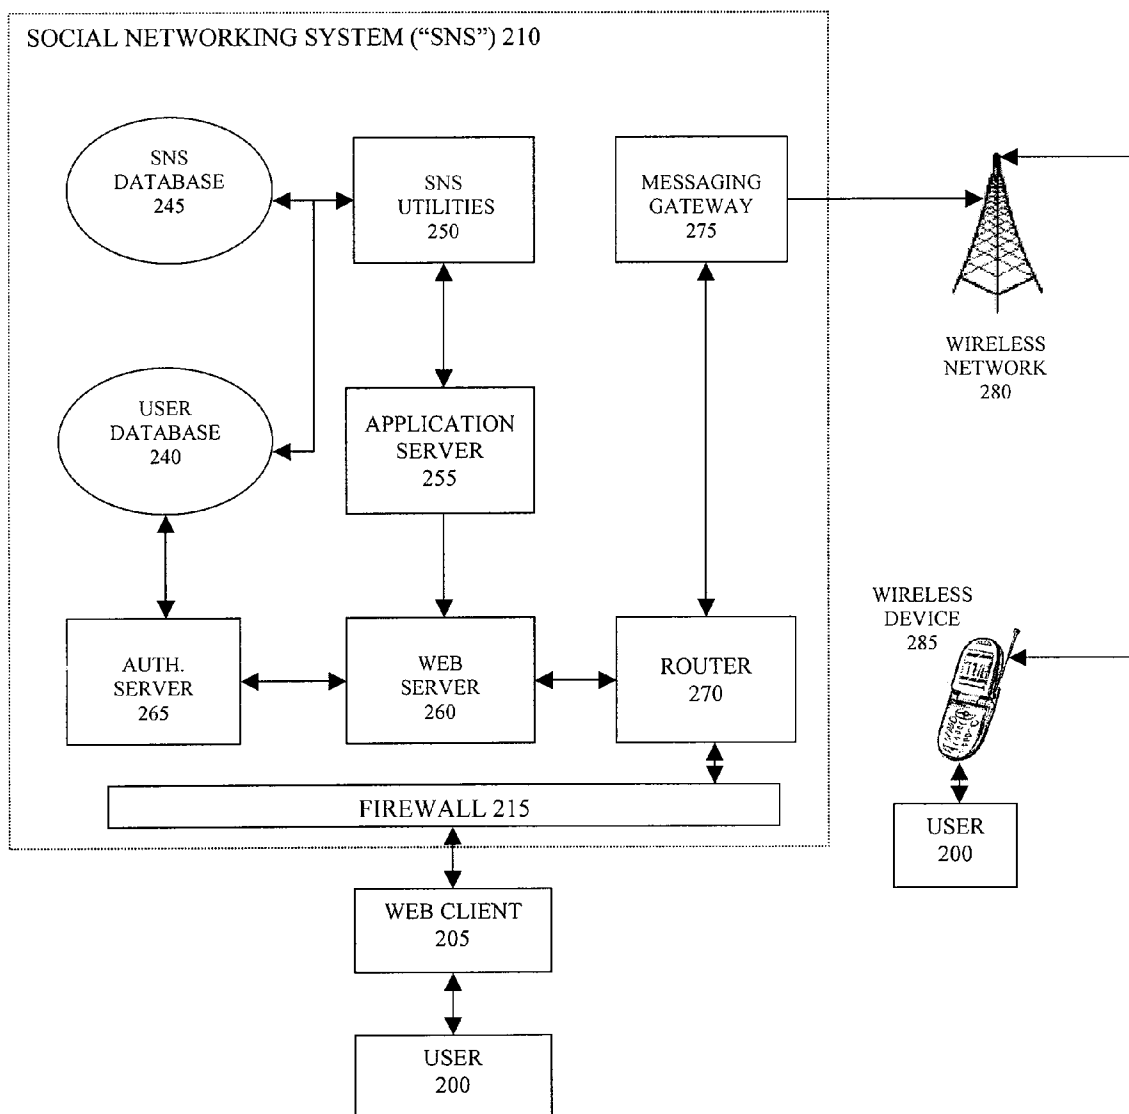 SOCIAL NETWORKING SYSTEM (“SNS”) 210
SNS
DATABASE
245
SNS
UTILITIES
250
MESSAGING
GATEWAY
275
WIRELESS
NETWORK
280
USER
DATABASE
240
APPLICATION
SERVER
255
WIRELESS
DEVICE
285
AUTH.
SERVER
265
WEB
SERVER
260
ROUTER
270
FIREWALL 215
USER
200
WEB CLIENT
205
USER
200